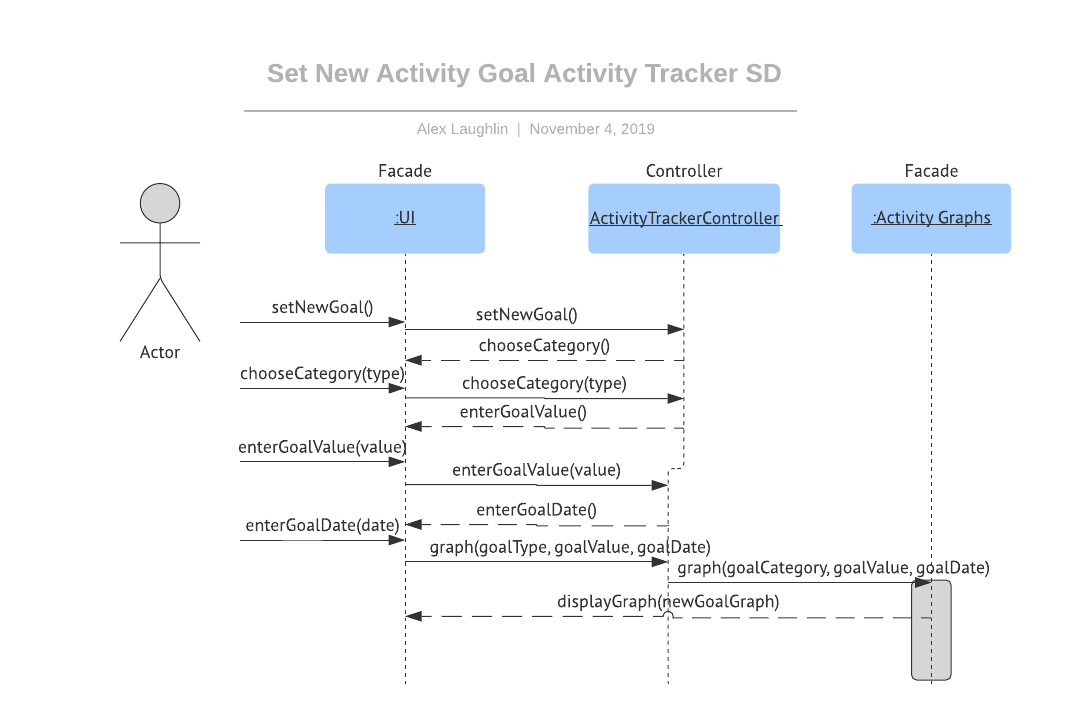 Set New Activity Goal Activity Tracker SD
Alex Laughlin | November 4, 2019
Facade
Controller
Facade
:UI
ActivityTrackerController
:Activity Graphs
Actor
setNewGoal()
setNewGoal()
chooseCategory()
chooseCategory(type)
chooseCategory(type)
enterGoalValue()
enterGoalValue(value)
enterGoalValue(value)
enterGoalDate()
enterGoalDate(date)
graph(goalType, goalValue, goalDate)
graph(goalCategory, goalValue, goalDate)
displayGraph(newGoalGraph)